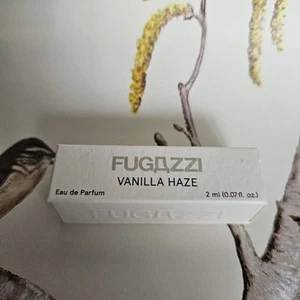 FUGAZZI
VANILLA HAZE
Eau de Parfum 2 ml (0.07 fl. oz.)
FUGAZZI